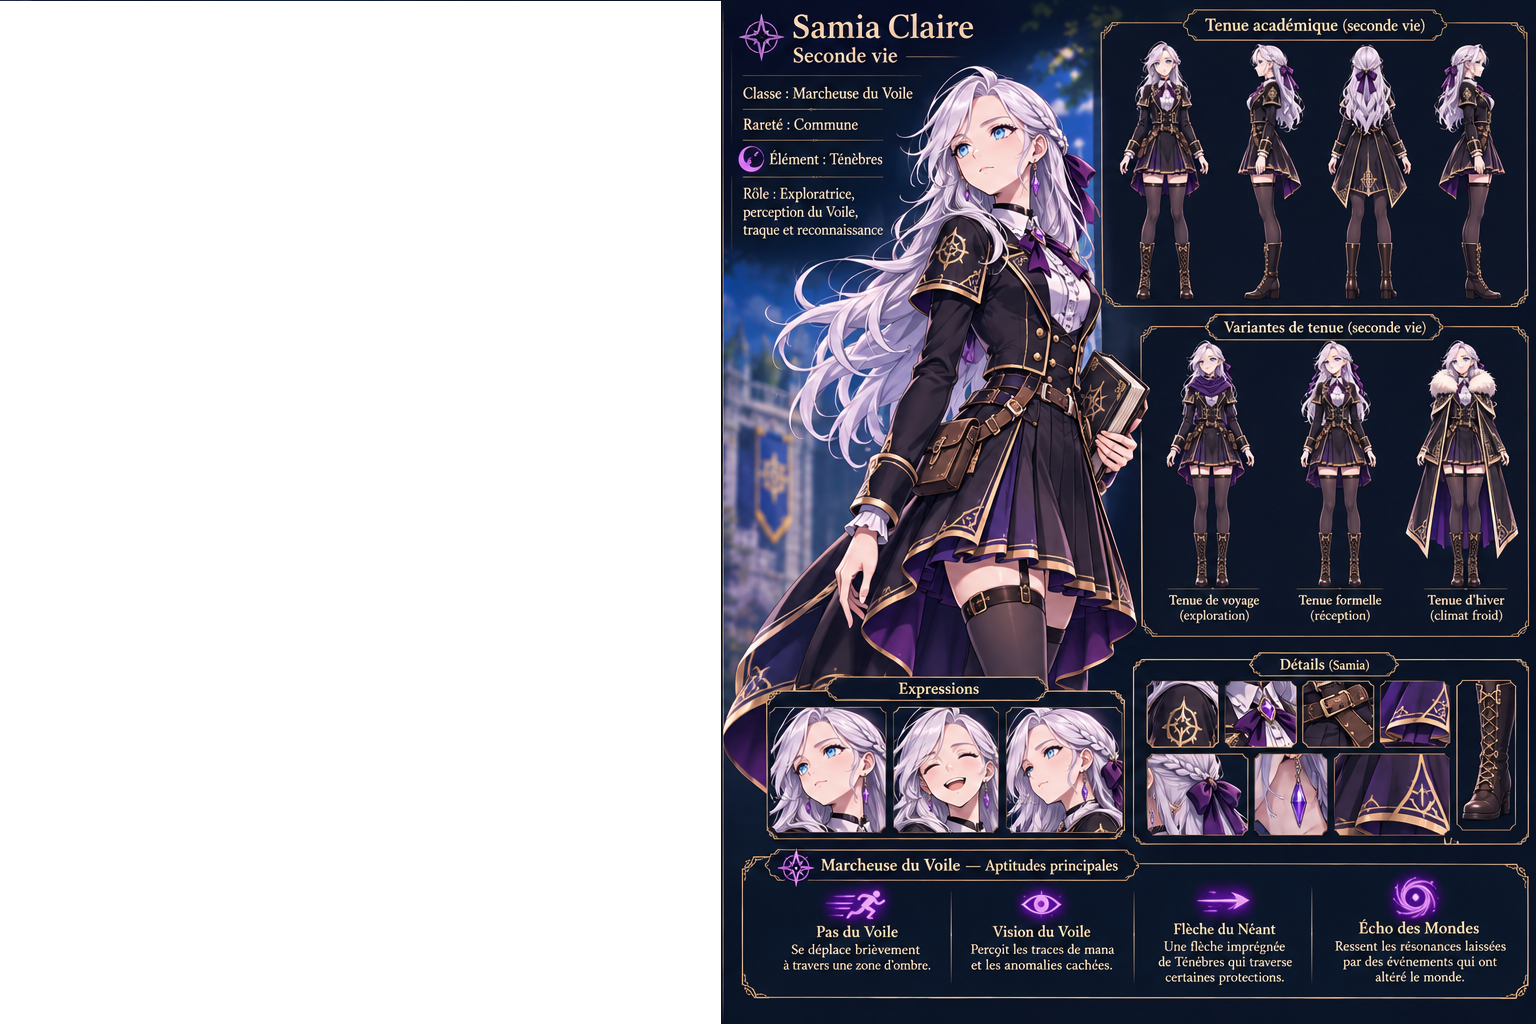 Samia Claire
Seconde vie
Classe : Marcheuse du Voile
Rareté : Commune
Élément : Ténèbres
Rôle : Exploratrice,
perception du Voile,
traque et reconnaissance
Tenue académique (seconde vie)
Variantes de tenue (seconde vie)
Tenue de voyage
(exploration)
Tenue formelle
(réception)
Tenue d'hiver
(climat froid)
Expressions
Détails (Samia)
Marcheuse du Voile — Aptitudes principales
Pas du Voile
Se déplace brièvement
à travers une zone d'ombre.
Vision du Voile
Perçoit les traces de mana
et les anomalies cachées.
Flèche du Néant
Une flèche imprégnée
de Ténébres qui traverse
certaines protections.
Écho des Mondes
Ressent les résonances laissées
par des événements qui ont
altéré le monde.